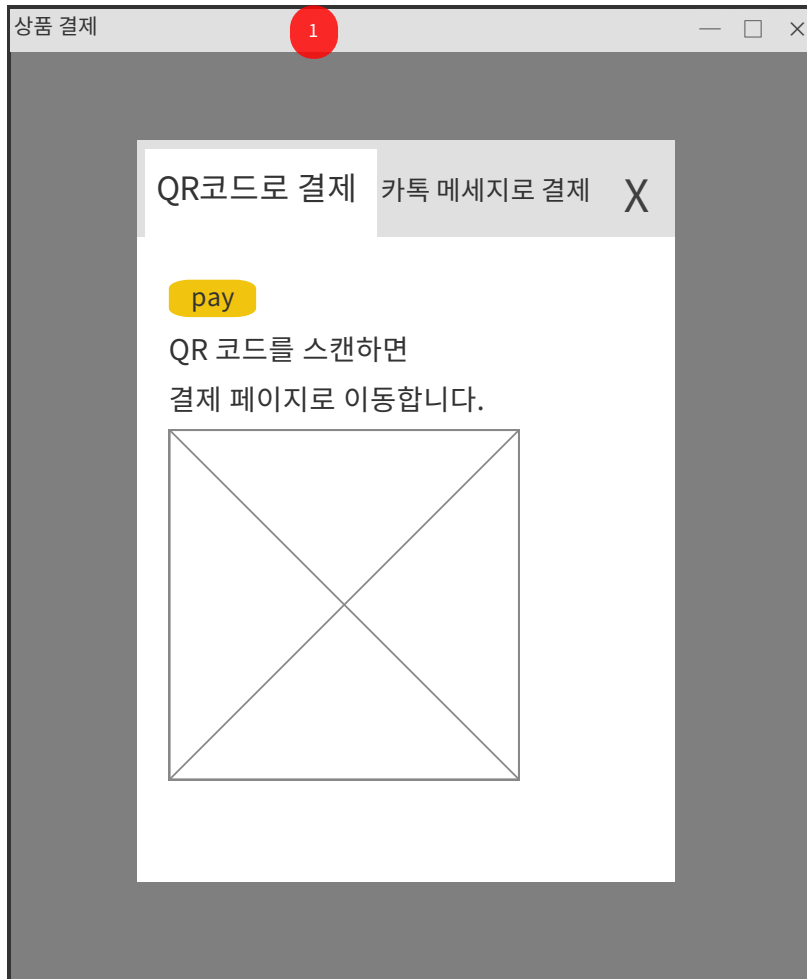 상품 결제
1
QR코드로 결제
카톡 메세지로 결제
X
pay
QR 코드를 스캔하면
결제 페이지로 이동합니다.